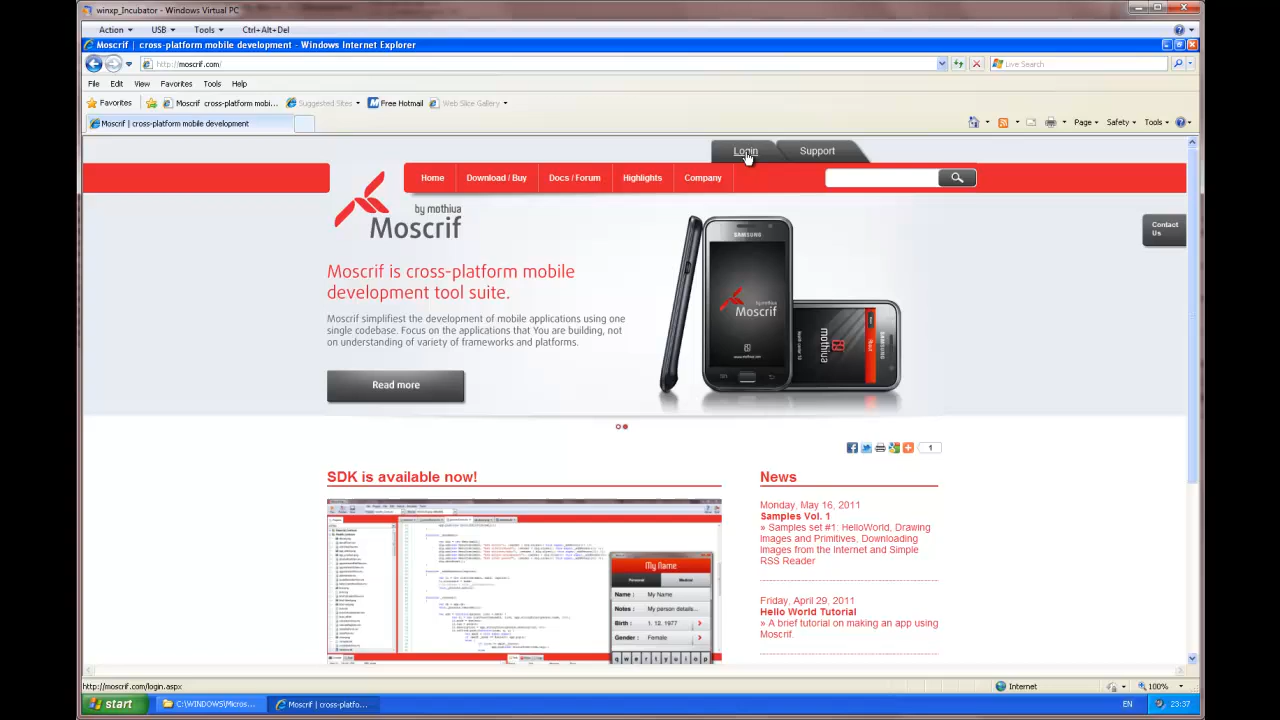 winxp_Incubator - Windows Virtual PC
Action USB Tools Ctrl+Alt+Del
Moscrif | cross-platform mobile development - Windows Internet Explorer
http://moscrif.com/
Live Search
File Edit View Favorites Tools Help
Favorites Moscrif cross-platform mobi... Suggested Sites Free Hotmail Web Slice Gallery
Moscrif | cross-platform mobile development
Page Safety Tools
Login Support
Home Download / Buy Docs / Forum Highlights Company
by mothiva
Moscrif
Contact
Us
SAMSUNG
Moscrif
Moscrif is cross-platform mobile
development tool suite.
Moscrif simplifiest the development of mobile applications using one
single codebase. Focus on the applications that You are building, not
on understanding of variety of frameworks and platforms.
Read more
1
SDK is available now!
News
Monday, May 16, 2011
Samples Vol. 1
» Samples set #1: HelloWorld, Drawing
Images and Primitives, Downloading
Images from the Internet and Simple
RSS Reader
My Name
Personal
Name : My Name
Notes : My person details...
Birth : 1. 12. 1977
Gender : Female
q w e r t y u i o p
Friday, April 29, 2011
Hello World Tutorial
» A brief tutorial on making an app using
Moscrif.
http://moscrif.com/login.aspx
Internet
100%
start
C:\WINDOWS\Micros...
Moscrif | cross-platfo...
EN
23:37